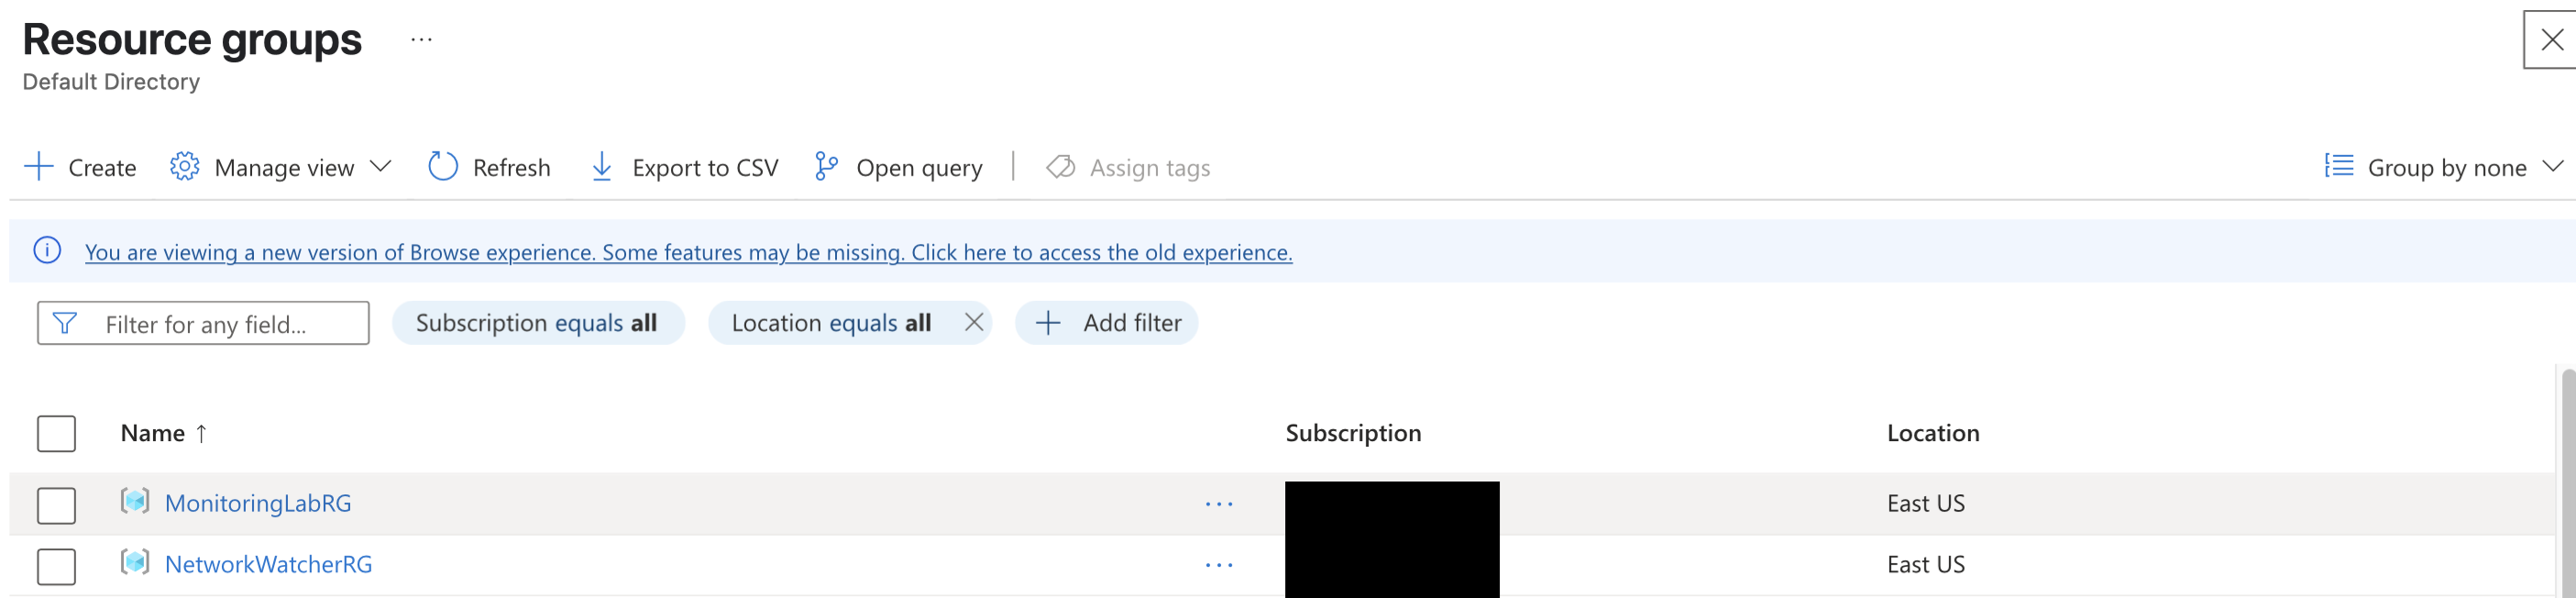 Resource groups ...
Default Directory
Create Manage view Refresh Export to CSV Open query | Assign tags Group by none
You are viewing a new version of Browse experience. Some features may be missing. Click here to access the old experience.
Filter for any field... Subscription equals all Location equals all Add filter
Name ↑ Subscription Location
MonitoringLabRG ... East US
NetworkWatcherRG ... East US